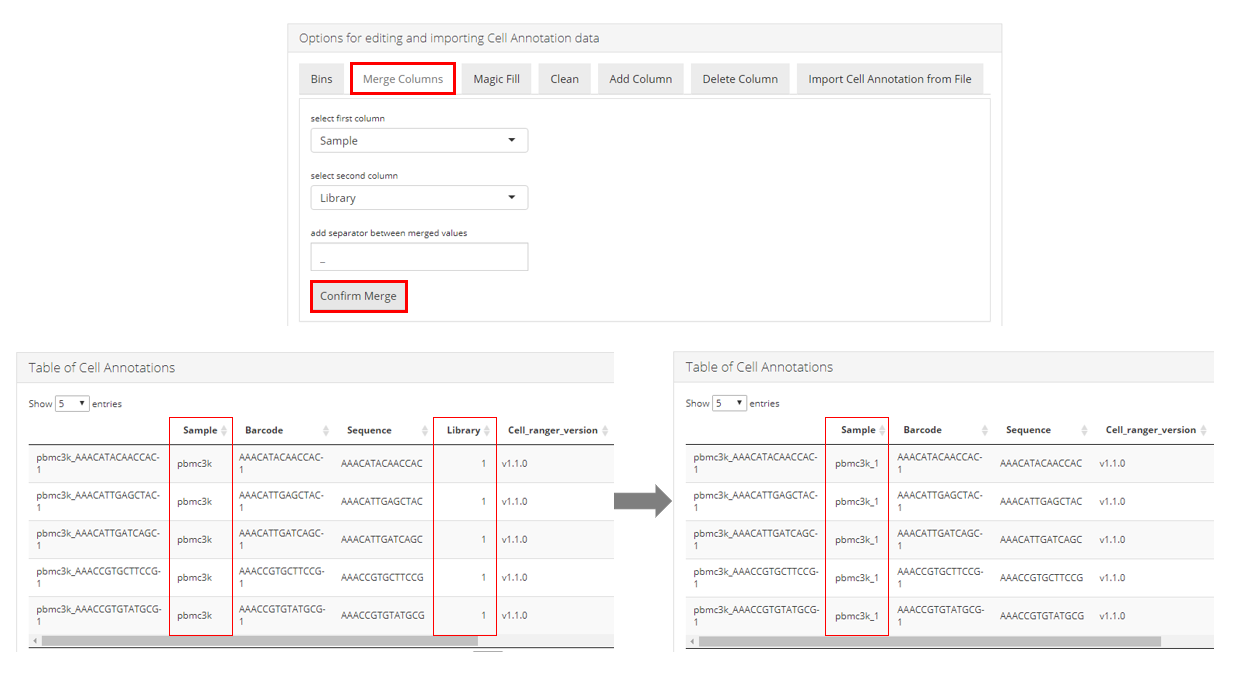 Options for editing and importing Cell Annotation data
Bins Merge Columns Magic Fill Clean Add Column Delete Column Import Cell Annotation from File
select first column
Sample
select second column
Library
add separator between merged values
_
Confirm Merge
Table of Cell Annotations
Show 5 entries
Sample Barcode Sequence Library Cell_ranger_version
pbmc3k_AAACATACAACCAC-
1
pbmc3k
AAACATACAACCAC-
1
AAACATACAACCAC
1
v1.1.0
pbmc3k_AAACATTGAGCTAC-
1
pbmc3k
AAACATTGAGCTAC-
1
AAACATTGAGCTAC
1
v1.1.0
pbmc3k_AAACATTGATCAGC-
1
pbmc3k
AAACATTGATCAGC-
1
AAACATTGATCAGC
1
v1.1.0
pbmc3k_AAACCGTGCTTCCG-
1
pbmc3k
AAACCGTGCTTCCG-
1
AAACCGTGCTTCCG
1
v1.1.0
pbmc3k_AAACCGTGTATGCG-
1
pbmc3k
AAACCGTGTATGCG-
1
AAACCGTGTATGCG
1
v1.1.0
Table of Cell Annotations
Show 5 entries
Sample Barcode Sequence Cell_ranger_version
pbmc3k_AAACATACAACCAC-
1
pbmc3k_1
AAACATACAACCAC-
1
AAACATACAACCAC
v1.1.0
pbmc3k_AAACATTGAGCTAC-
1
pbmc3k_1
AAACATTGAGCTAC-
1
AAACATTGAGCTAC
v1.1.0
pbmc3k_AAACATTGATCAGC-
1
pbmc3k_1
AAACATTGATCAGC-
1
AAACATTGATCAGC
v1.1.0
pbmc3k_AAACCGTGCTTCCG-
1
pbmc3k_1
AAACCGTGCTTCCG-
1
AAACCGTGCTTCCG
v1.1.0
pbmc3k_AAACCGTGTATGCG-
1
pbmc3k_1
AAACCGTGTATGCG-
1
AAACCGTGTATGCG
v1.1.0